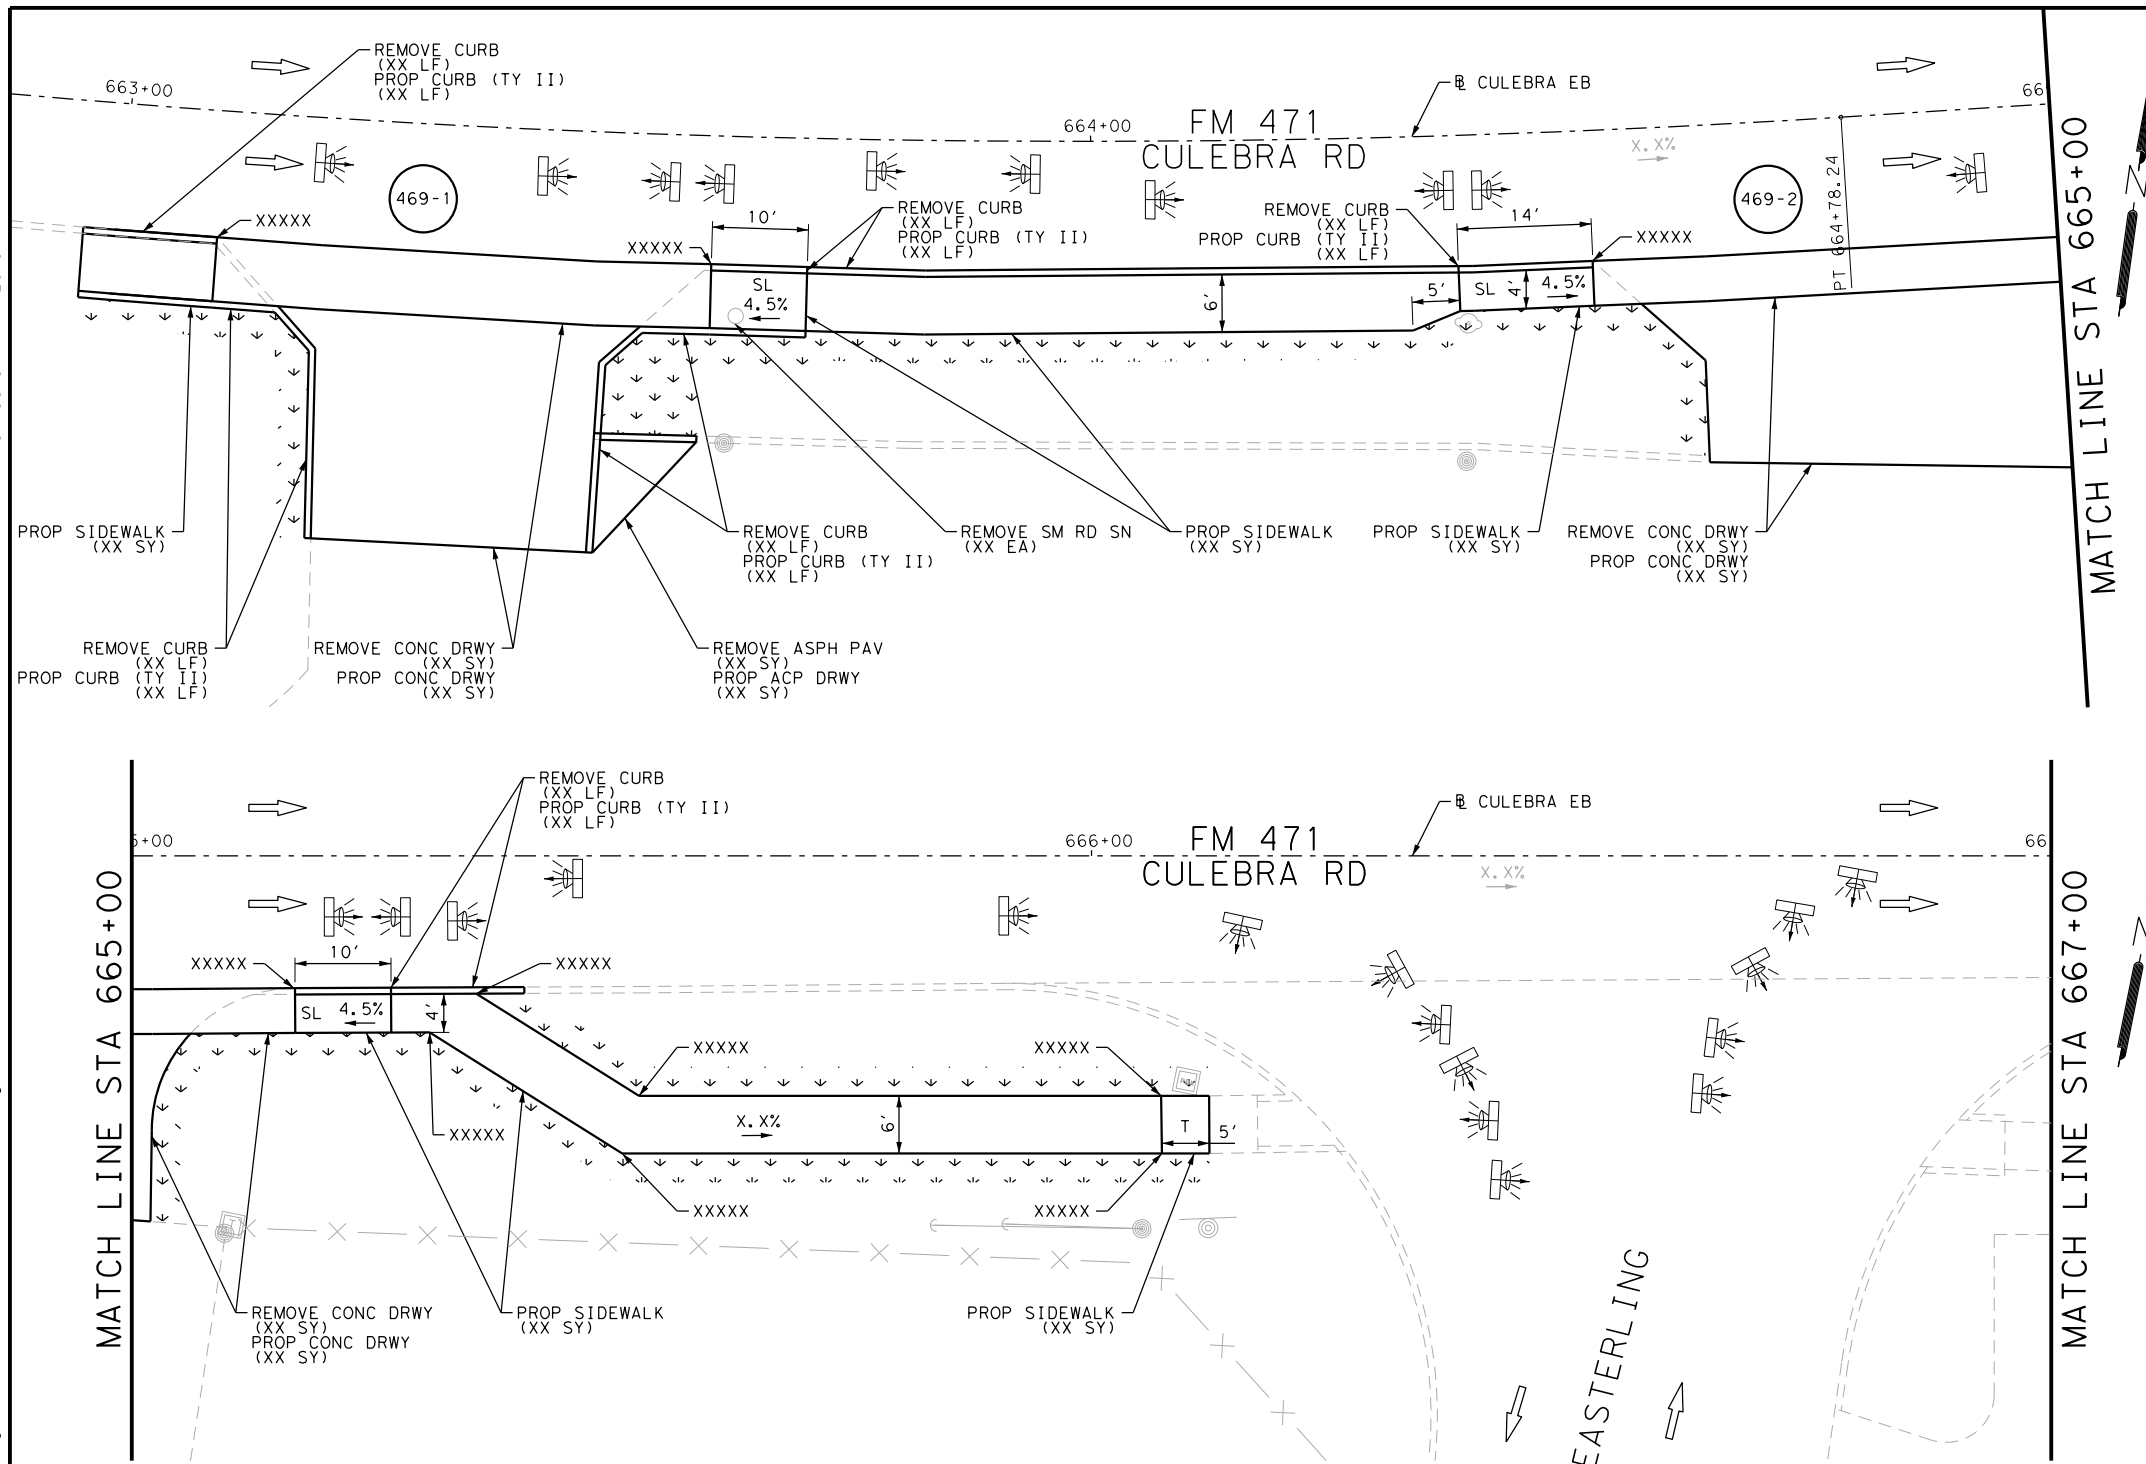 REMOVE CURB
(XX LF)
PROP CURB (TY II)
(XX LF)
663+00
664+00
FM 471
CULEBRA RD
BL CULEBRA EB
66
X.X%
469-1
469-2
PT 664+78.24
XXXXX
XXXXX
10'
REMOVE CURB
(XX LF)
PROP CURB (TY II)
(XX LF)
REMOVE CURB
(XX LF)
PROP CURB (TY II)
(XX LF)
14'
XXXXX
SL
4.5%
6'
5'
SL
4'
4.5%
MATCH LINE STA 665+00
N
PROP SIDEWALK
(XX SY)
REMOVE CURB
(XX LF)
PROP CURB (TY II)
(XX LF)
REMOVE SM RD SN
(XX EA)
PROP SIDEWALK
(XX SY)
PROP SIDEWALK
(XX SY)
REMOVE CONC DRWY
(XX SY)
PROP CONC DRWY
(XX SY)
REMOVE CURB
(XX LF)
PROP CURB (TY II)
(XX LF)
REMOVE CONC DRWY
(XX SY)
PROP CONC DRWY
(XX SY)
REMOVE ASPH PAV
(XX SY)
PROP ACP DRWY
(XX SY)
REMOVE CURB
(XX LF)
PROP CURB (TY II)
(XX LF)
5+00
666+00
FM 471
CULEBRA RD
BL CULEBRA EB
66
X.X%
MATCH LINE STA 665+00
MATCH LINE STA 667+00
N
XXXXX
10'
XXXXX
SL
4.5%
4'
XXXXX
XXXXX
XXXXX
X.X%
6'
T
5'
XXXXX
XXXXX
T
REMOVE CONC DRWY
(XX SY)
PROP CONC DRWY
(XX SY)
PROP SIDEWALK
(XX SY)
PROP SIDEWALK
(XX SY)
EASTERLING